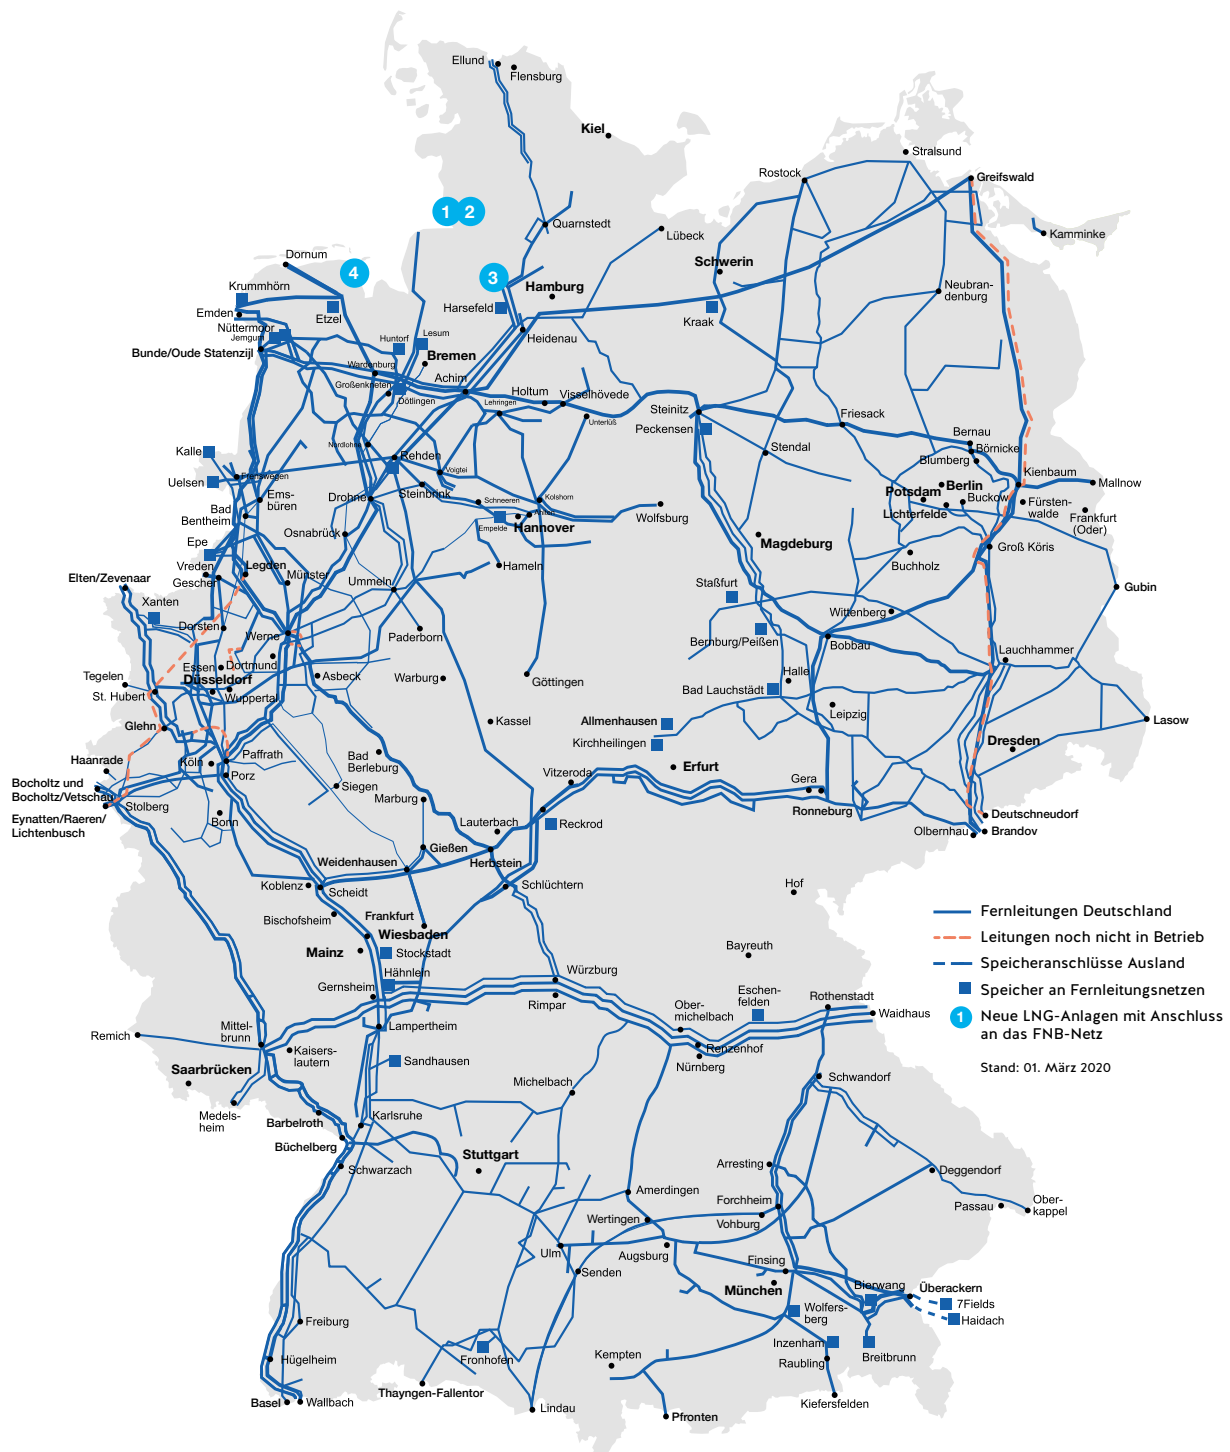 Ellund
Flensburg
Kiel
Stralsund
Rostock
Greifswald
1
2
Quarnstedt
Lübeck
Kamminke
Dornum
4
3
Schwerin
Krummhörn
Hamburg
Neubran-
denburg
Emden
Etzel
Harsefeld
Kraak
Nüttermoor
Jemgum
Huntorf
Lesum
Heidenau
Bunde/Oude Statenzijl
Bremen
Wardenburg
Achim
Großenkneten
Dötlingen
Holtum
Visselhövede
Lehringen
Unterlüß
Steinitz
Peckensen
Friesack
Bernau
Börnicke
Blumberg
Nordlohne
Rehden
Stendal
Kalle
Voigtei
Frenswegen
Kienbaum
Mallnow
Uelsen
Steinbrink
Berlin
Potsdam
Buckow
Ems-
büren
Drohne
Schneeren
Kolshorn
Lichterfelde
Fürsten-
walde
Frankfurt
(Oder)
Bad
Bentheim
Ahlten
Empelde
Hannover
Wolfsburg
Osnabrück
Magdeburg
Epe
Groß Köris
Vreden
Legden
Hameln
Buchholz
Gescher
Münster
Ummeln
Elten/Zevenaar
Staßfurt
Gubin
Xanten
Wittenberg
Dorsten
Werne
Paderborn
Bernburg/Peißen
Bobbau
Essen
Dortmund
Lauchhammer
Tegelen
Düsseldorf
Asbeck
Warburg
Göttingen
Halle
St. Hubert
Wuppertal
Bad Lauchstädt
Leipzig
Glehn
Kassel
Allmenhausen
Lasow
Kirchheilingen
Dresden
Haanrade
Köln
Paffrath
Bad
Berleburg
Porz
Vitzeroda
Erfurt
Gera
Bocholtz und
Bocholtz/Vetschau
Siegen
Marburg
Stolberg
Ronneburg
Eynatten/Raeren/
Lichtenbusch
Bonn
Lauterbach
Reckrod
Deutschneudorf
Olbernhau
Brandov
Gießen
Weidenhausen
Herbstein
Koblenz
Scheidt
Schlüchtern
Hof
Bischofsheim
Frankfurt
Wiesbaden
Mainz
Stockstadt
Bayreuth
Hähnlein
Würzburg
Gernsheim
Rimpar
Eschen-
felden
Rothenstadt
Ober-
michelbach
Waidhaus
Remich
Mittel-
brunn
Lampertheim
Kaisers-
lautern
Renzenhof
Nürnberg
Saarbrücken
Sandhausen
Michelbach
Schwandorf
Medels-
heim
Barbelroth
Karlsruhe
Büchelberg
Stuttgart
Schwarzach
Arresting
Deggendorf
Amerdingen
Forchheim
Passau
Ober-
kappel
Wertingen
Vohburg
Ulm
Augsburg
Finsing
Senden
München
Bierwang
Überackern
7Fields
Haidach
Wolfers-
berg
Freiburg
Inzenham
Hügelheim
Fronhofen
Kempten
Raubling
Breitbrunn
Thayngen-Fallentor
Basel
Wallbach
Lindau
Pfronten
Kiefersfelden
Fernleitungen Deutschland
Leitungen noch nicht in Betrieb
Speicheranschlüsse Ausland
Speicher an Fernleitungsnetzen
1 Neue LNG-Anlagen mit Anschluss
an das FNB-Netz
Stand: 01. März 2020